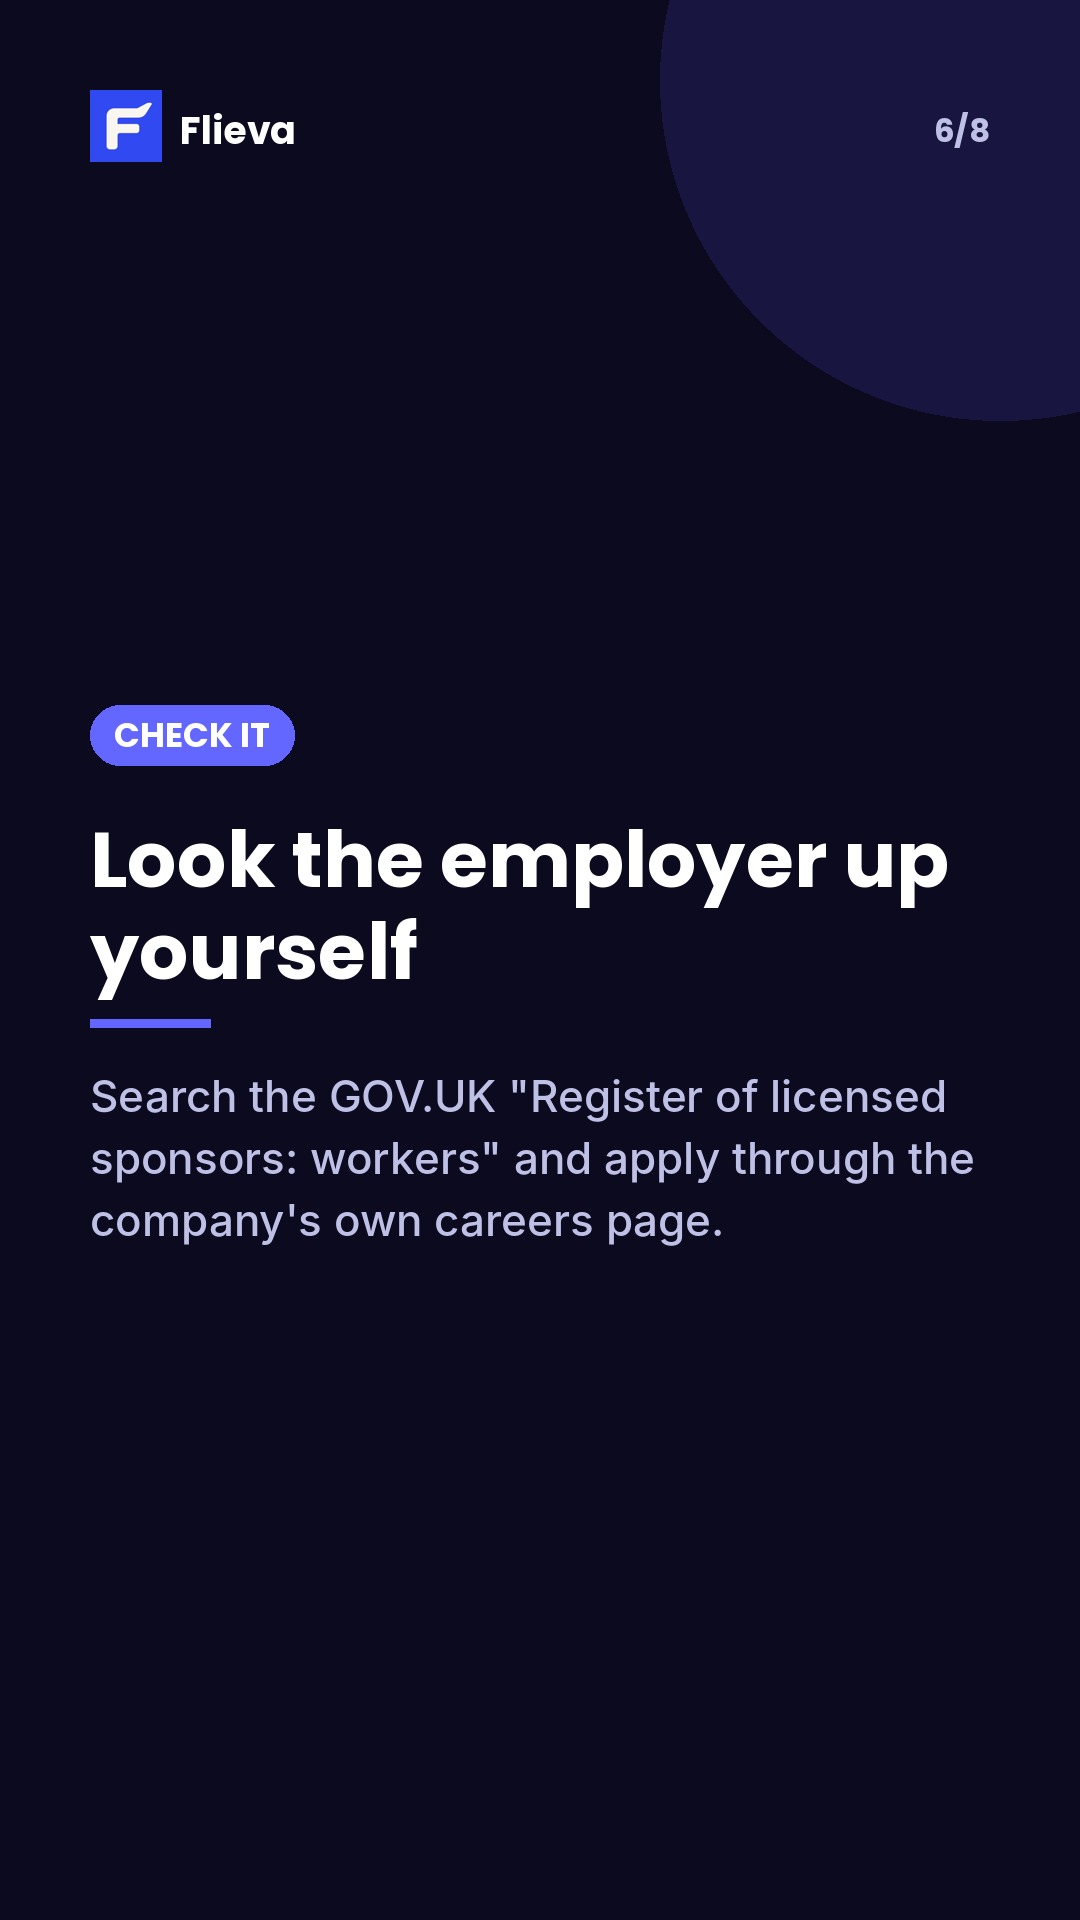 Flieva
6/8
CHECK IT
Look the employer up
yourself
Search the GOV.UK "Register of licensed
sponsors: workers" and apply through the
company's own careers page.